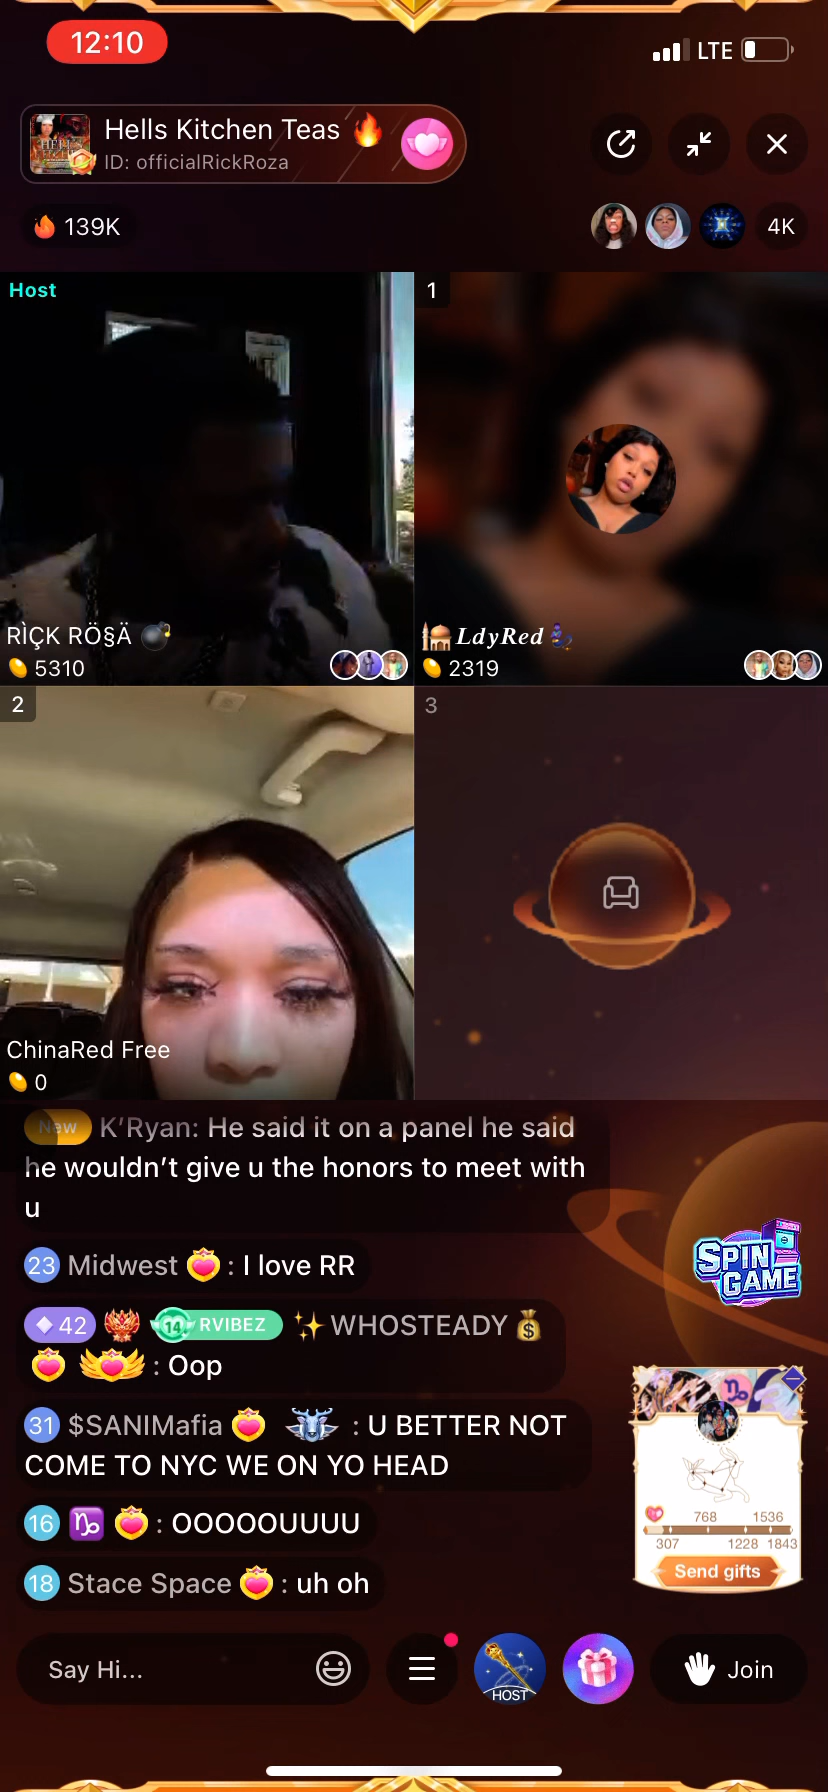 12:10
LTE
Hells Kitchen Teas 🔥
ID: officialRickRoza
139K
4K
Host
1
RÌÇK RÖ§Ä 💣
5310
🕌LdyRed🧞‍♀️
2319
2
3
ChinaRed Free
0
New K’Ryan: He said it on a panel he said
he wouldn’t give u the honors to meet with
u
23 Midwest : I love RR
42 14 RVIBEZ ✨WHOSTEADY💰
: Oop
31 $SANIMafia : U BETTER NOT
COME TO NYC WE ON YO HEAD
16 ♑ : OOOOOUUUU
18 Stace Space : uh oh
SPIN
GAME
768 1536
307 1228 1843
Send gifts
Say Hi...
HOST
Join